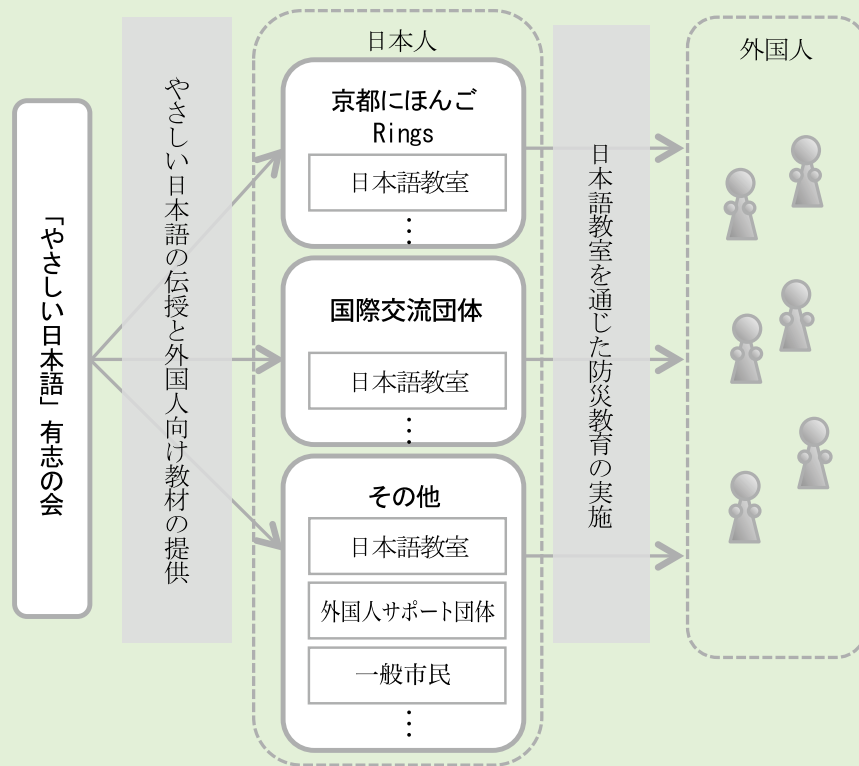 「やさしい日本語」有志の会
やさしい日本語の伝授と外国人向け教材の提供
日本人
京都にほんご
Rings
日本語教室
⋮
国際交流団体
日本語教室
⋮
その他
日本語教室
外国人サポート団体
一般市民
⋮
日本語教室を通じた防災教育の実施
外国人